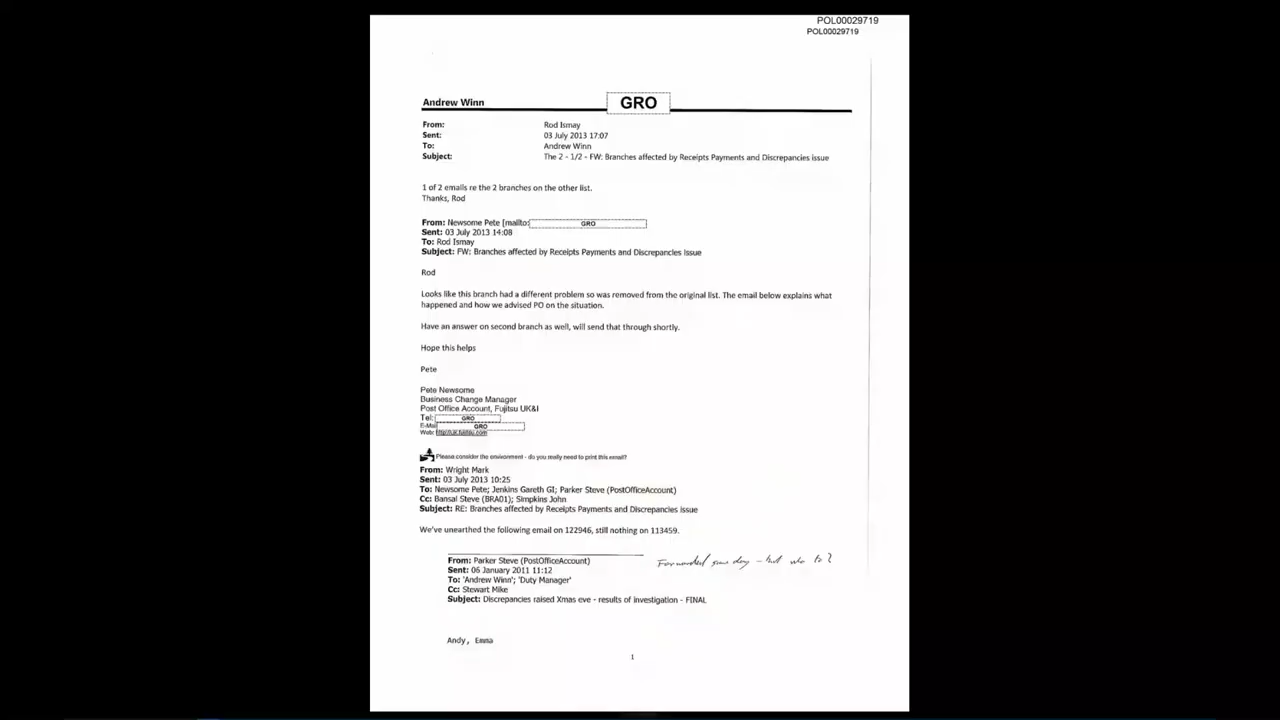 POL00029719
POL00029719
Andrew Winn
GRO
From: Rod Ismay
Sent: 03 July 2013 17:07
To: Andrew Winn
Subject: The 2 - 1/2 - FW: Branches affected by Receipts Payments and Discrepancies issue
1 of 2 emails re the 2 branches on the other list.
Thanks, Rod
From: Newsome Pete [mailto: GRO
Sent: 03 July 2013 14:08
To: Rod Ismay
Subject: FW: Branches affected by Receipts Payments and Discrepancies issue
Rod
Looks like this branch had a different problem so was removed from the original list. The email below explains what
happened and how we advised PO on the situation.
Have an answer on second branch as well, will send that through shortly.
Hope this helps
Pete
Pete Newsome
Business Change Manager
Post Office Account, Fujitsu UK&I
Tel: GRO
E-Mail GRO
Web: http://uk.fujitsu.com
Please consider the environment - do you really need to print this email?
From: Wright Mark
Sent: 03 July 2013 10:25
To: Newsome Pete; Jenkins Gareth GI; Parker Steve (PostOfficeAccount)
Cc: Bansal Steve (BRA01); Simpkins John
Subject: RE: Branches affected by Receipts Payments and Discrepancies issue
We've unearthed the following email on 122946, still nothing on 113459.
From: Parker Steve (PostOfficeAccount)
Forwarded same day - but who to?
Sent: 06 January 2011 11:12
To: 'Andrew Winn'; 'Duty Manager'
Cc: Stewart Mike
Subject: Discrepancies raised Xmas eve - results of investigation - FINAL
Andy, Emma
1